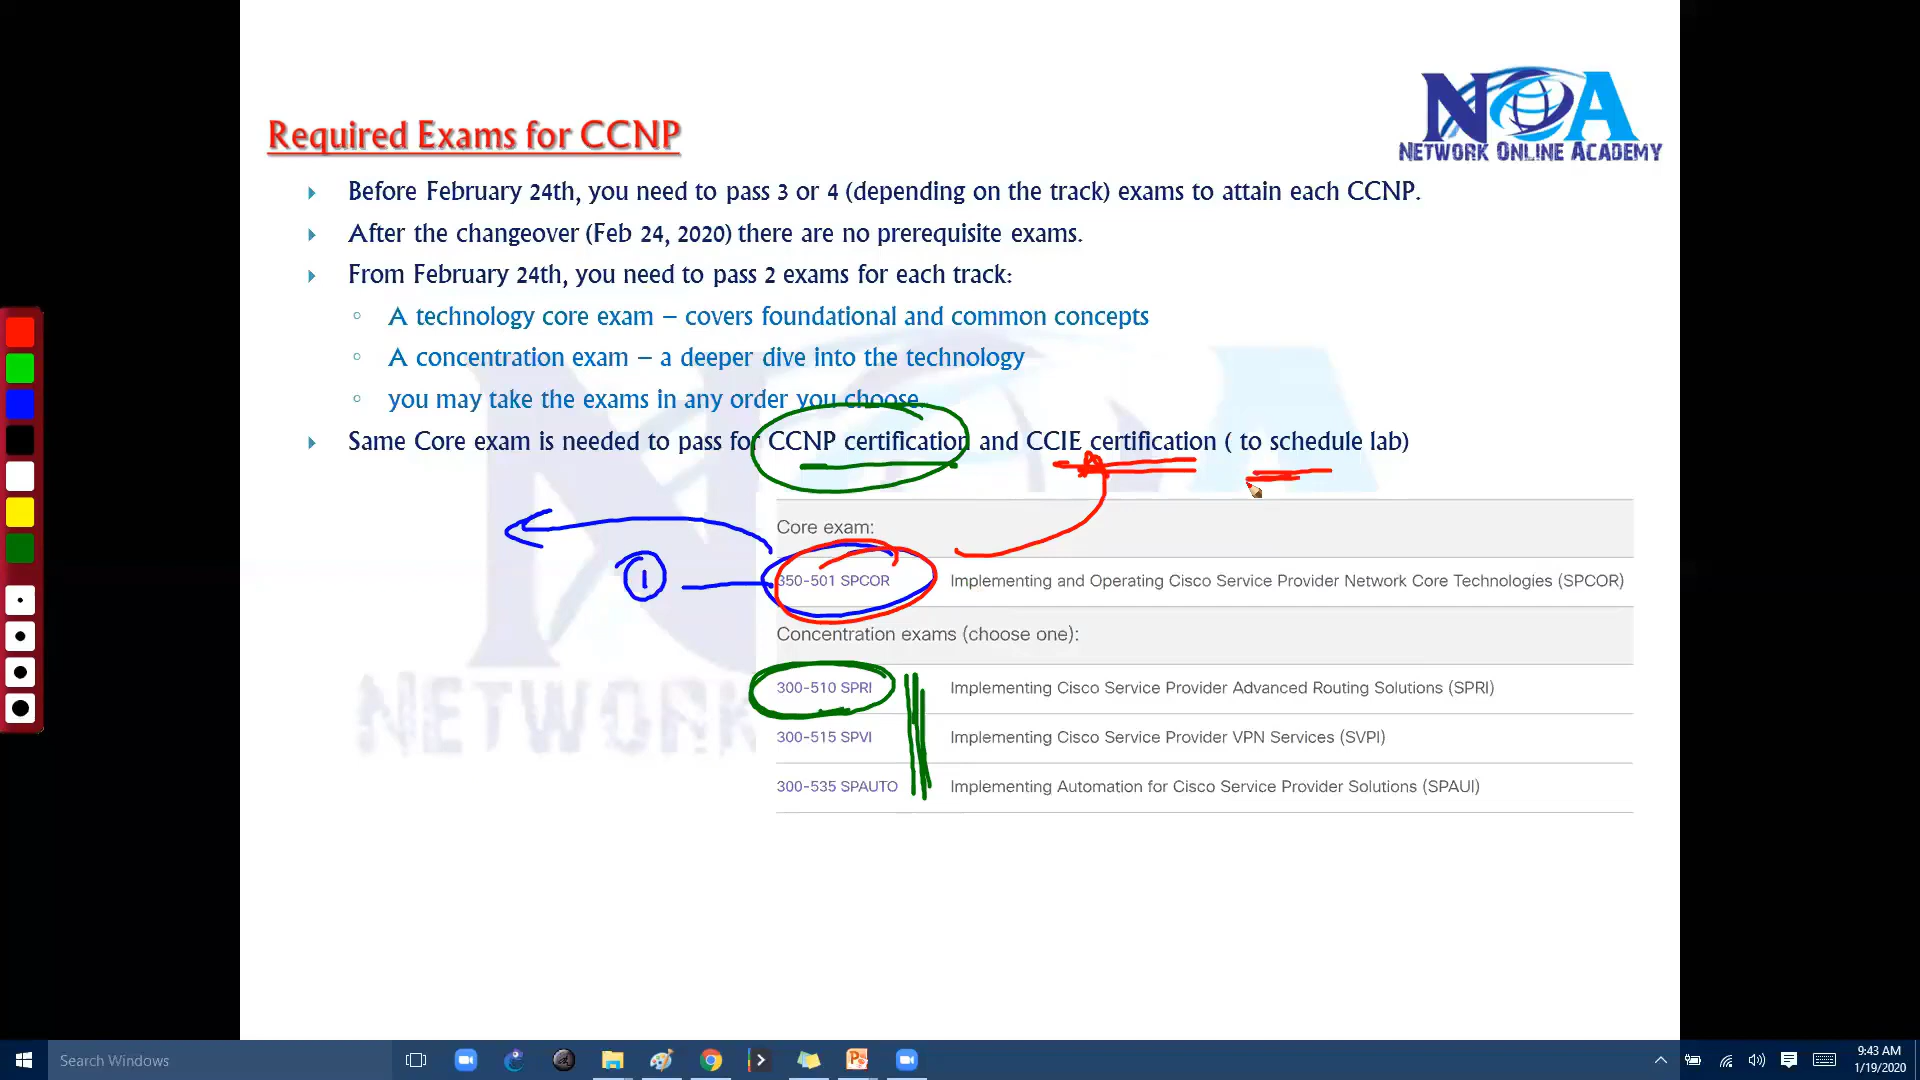 NOA
NETWORK ONLINE ACADEMY
Required Exams for CCNP
Before February 24th, you need to pass 3 or 4 (depending on the track) exams to attain each CCNP.
After the changeover (Feb 24, 2020) there are no prerequisite exams.
From February 24th, you need to pass 2 exams for each track:
A technology core exam – covers foundational and common concepts
A concentration exam – a deeper dive into the technology
you may take the exams in any order you choose.
Same Core exam is needed to pass for CCNP certification and CCIE certification ( to schedule lab)
Core exam:
1
350-501 SPCOR Implementing and Operating Cisco Service Provider Network Core Technologies (SPCOR)
Concentration exams (choose one):
300-510 SPRI Implementing Cisco Service Provider Advanced Routing Solutions (SPRI)
300-515 SPVI Implementing Cisco Service Provider VPN Services (SVPI)
300-535 SPAUTO Implementing Automation for Cisco Service Provider Solutions (SPAUI)
NETWORK
Search Windows
9:43 AM
1/19/2020